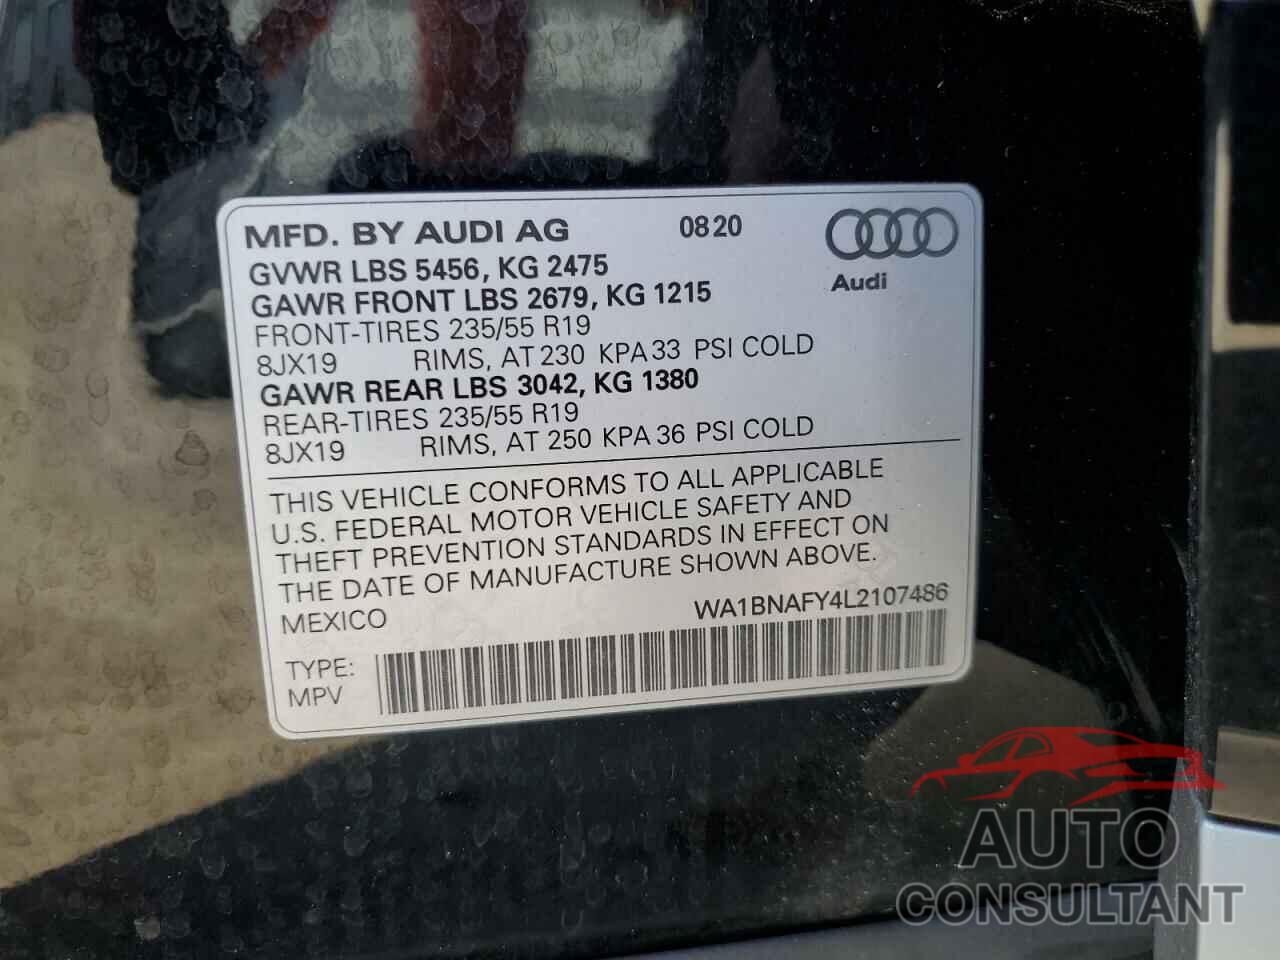 MFD. BY AUDI AG 0820
GVWR LBS 5456, KG 2475
GAWR FRONT LBS 2679, KG 1215
Audi
FRONT-TIRES 235/55 R19
8JX19 RIMS, AT 230 KPA 33 PSI COLD
GAWR REAR LBS 3042, KG 1380
REAR-TIRES 235/55 R19
8JX19 RIMS, AT 250 KPA 36 PSI COLD
THIS VEHICLE CONFORMS TO ALL APPLICABLE
U.S. FEDERAL MOTOR VEHICLE SAFETY AND
THEFT PREVENTION STANDARDS IN EFFECT ON
THE DATE OF MANUFACTURE SHOWN ABOVE.
MEXICO WA1BNAFY4L2107486
TYPE:
MPV
AUTO
CONSULTANT